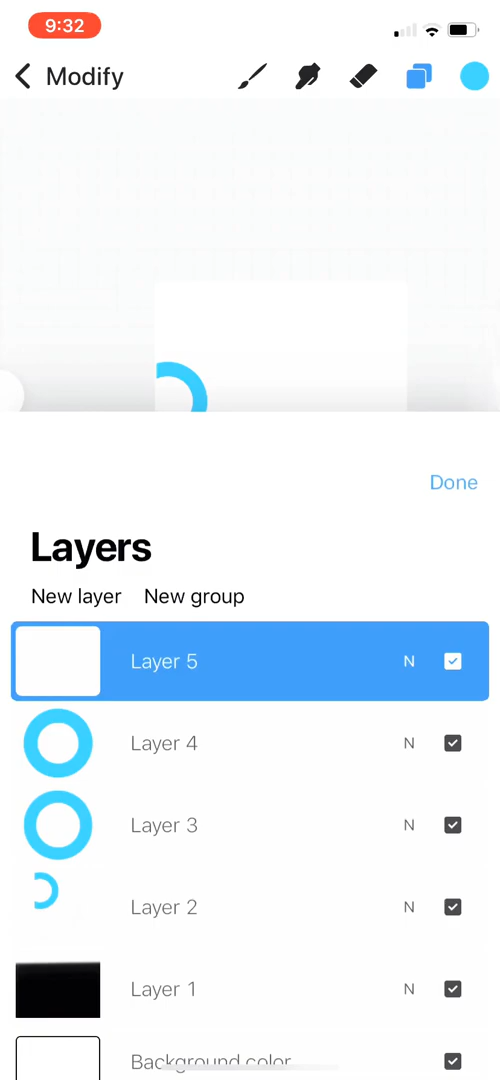 9:32
Modify
Done
Layers
New layer New group
Layer 5 N
Layer 4 N
Layer 3 N
Layer 2 N
Layer 1 N
Background color